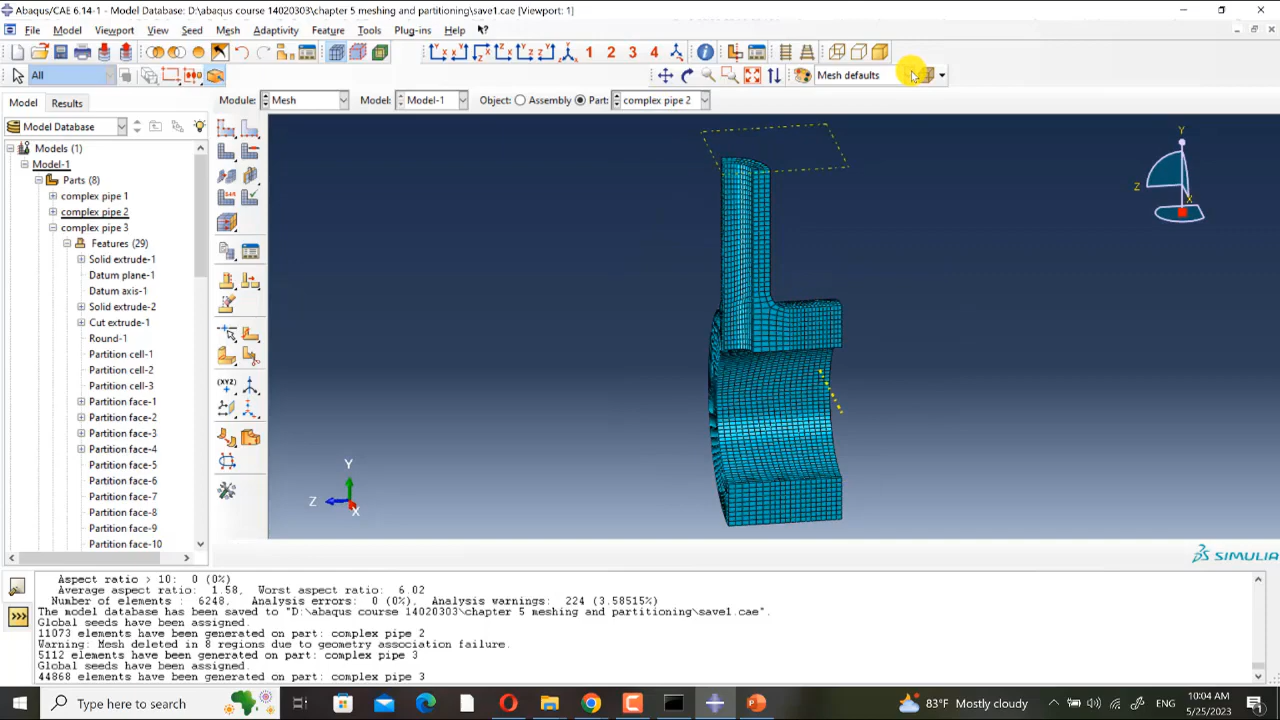 Abaqus/CAE 6.14-1 - Model Database: D:\abaqus course 14020303\chapter 5 meshing and partitioning\save1.cae [Viewport: 1]
File Model Viewport View Seed Mesh Adaptivity Feature Tools Plug-ins Help
1 2 3 4
All
Mesh defaults
Model Results
Module: Mesh Model: Model-1 Object: Assembly Part: complex pipe 2
Model Database
Models (1)
Model-1
Parts (8)
complex pipe 1
complex pipe 2
complex pipe 3
Features (29)
Solid extrude-1
Datum plane-1
Datum axis-1
Solid extrude-2
Cut extrude-1
Round-1
Partition cell-1
Partition cell-2
Partition cell-3
Partition face-1
Partition face-2
Partition face-3
Partition face-4
Partition face-5
Partition face-6
Partition face-7
Partition face-8
Partition face-9
Partition face-10
(XYZ)
Y
Z
X
Y
Z
X
SIMULIA
Aspect ratio > 10: 0 (0%)
Average aspect ratio: 1.58, Worst aspect ratio: 6.02
Number of elements : 6248, Analysis errors: 0 (0%), Analysis warnings: 224 (3.58515%)
The model database has been saved to "D:\abaqus course 14020303\chapter 5 meshing and partitioning\save1.cae".
Global seeds have been assigned.
11073 elements have been generated on part: complex pipe 2
Warning: Mesh deleted in 8 regions due to geometry association failure.
5112 elements have been generated on part: complex pipe 3
Global seeds have been assigned.
44868 elements have been generated on part: complex pipe 3
Type here to search
83°F Mostly cloudy
ENG
10:04 AM
5/25/2023